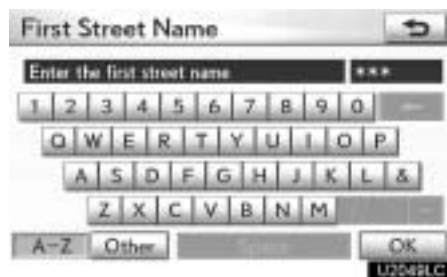 First Street Name
Enter the first street name ***
1 2 3 4 5 6 7 8 9 0 ←
Q W E R T Y U I O P
A S D F G H J K L &
Z X C V B N M / -
A-Z Other Space OK
U2049LC